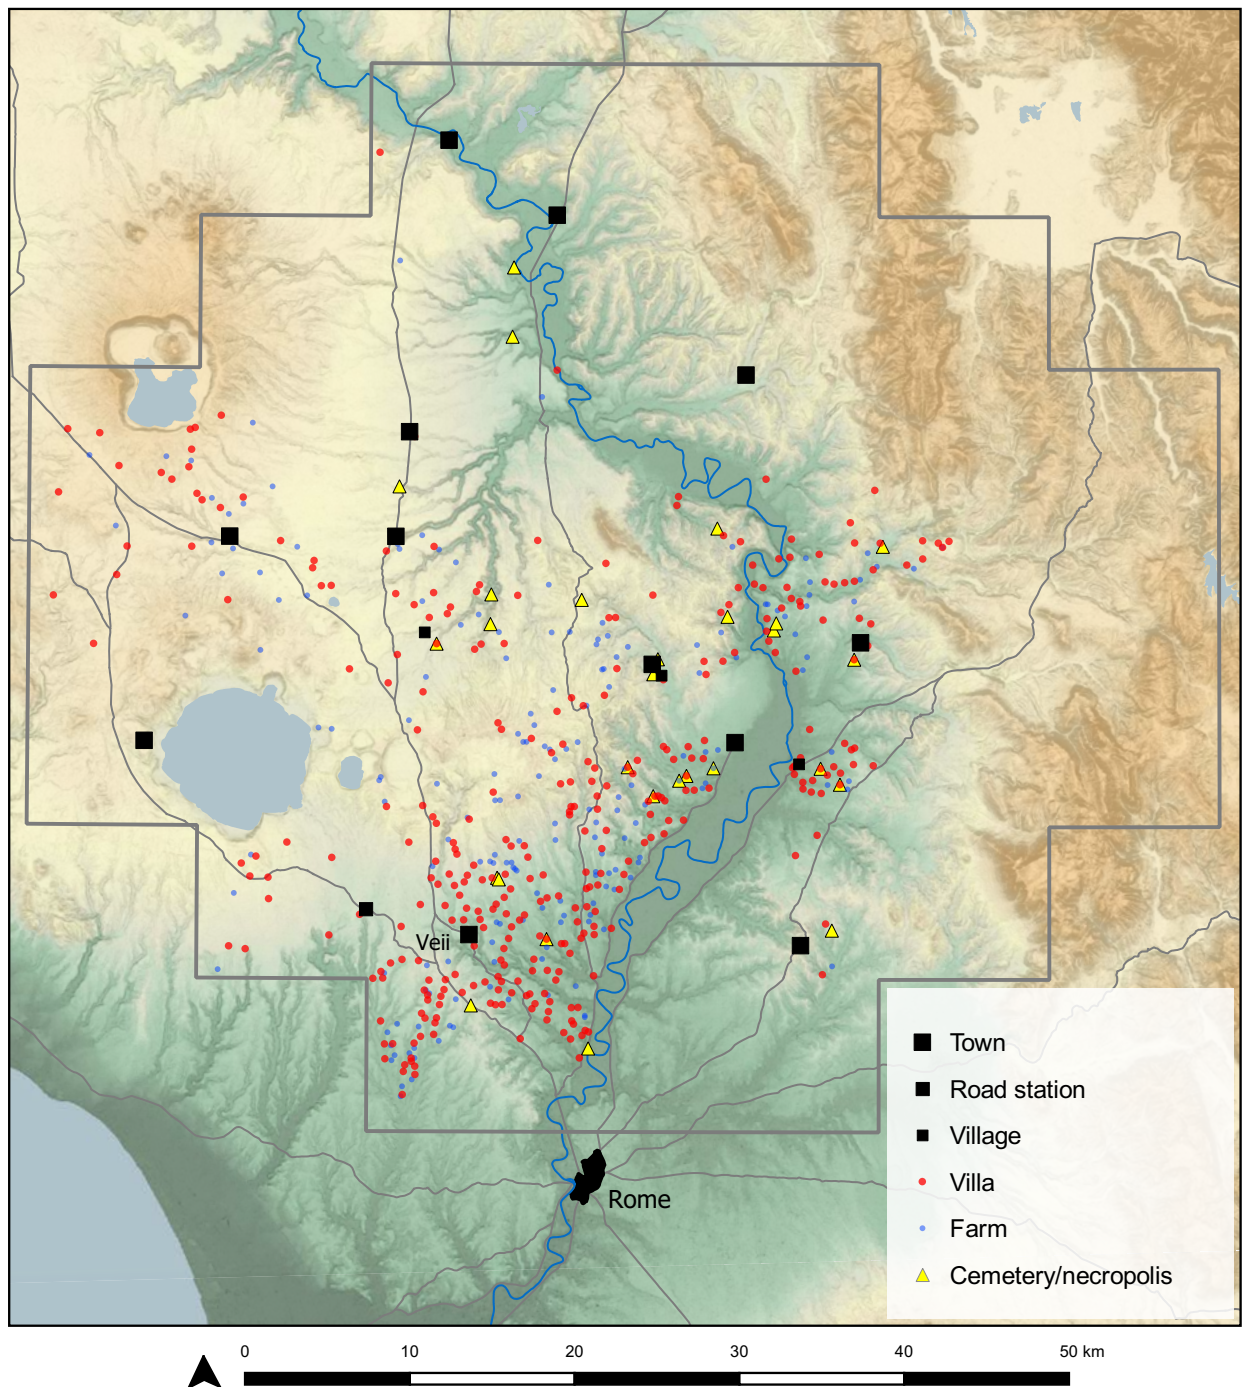 Veii
Rome
Town
Road station
Village
Villa
Farm
Cemetery/necropolis
0 10 20 30 40 50 km